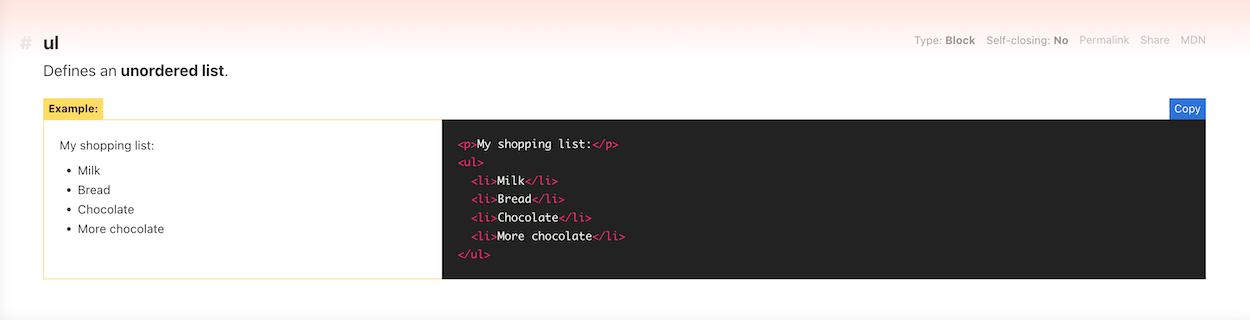 # ul
Type: Block Self-closing: No Permalink Share MDN
Defines an unordered list.
Example:
Copy
My shopping list:
• Milk
• Bread
• Chocolate
• More chocolate
<p>My shopping list:</p>
<ul>
  <li>Milk</li>
  <li>Bread</li>
  <li>Chocolate</li>
  <li>More chocolate</li>
</ul>